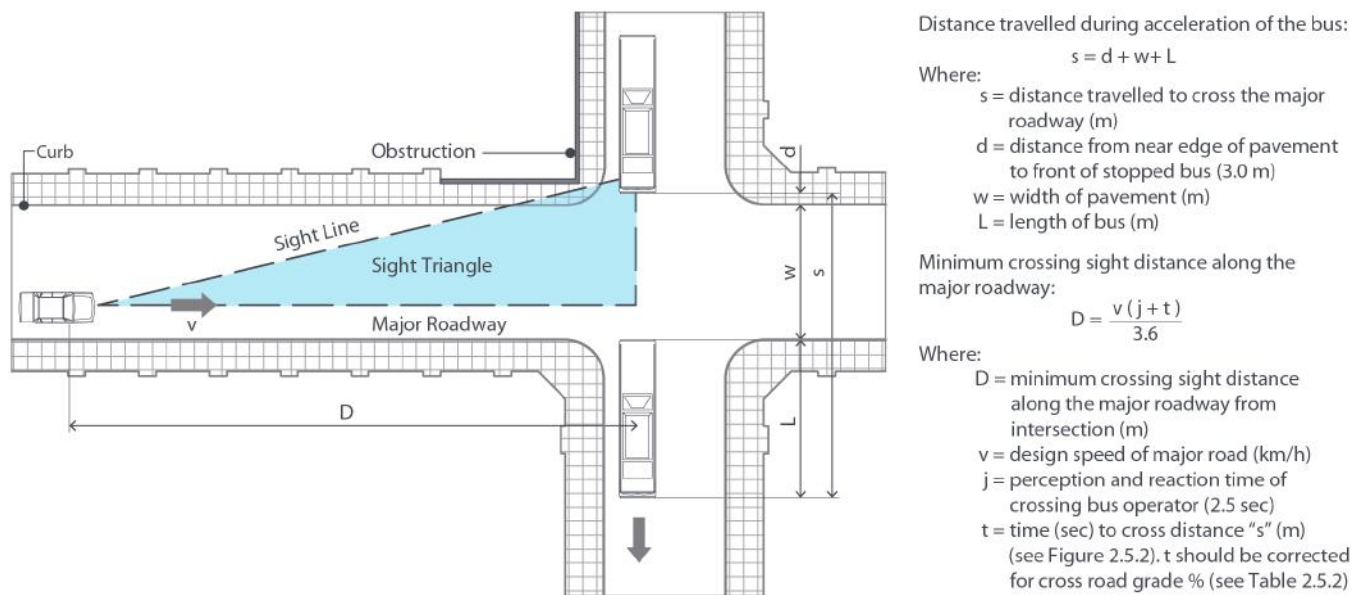 Curb
Obstruction
d
Sight Line
Sight Triangle
w
s
v
Major Roadway
D
L
Distance travelled during acceleration of the bus:
s = d + w+ L
Where:
s = distance travelled to cross the major
roadway (m)
d = distance from near edge of pavement
to front of stopped bus (3.0 m)
w = width of pavement (m)
L = length of bus (m)
Minimum crossing sight distance along the
major roadway:
D = v ( j + t )
3.6
Where:
D = minimum crossing sight distance
along the major roadway from
intersection (m)
v = design speed of major road (km/h)
j = perception and reaction time of
crossing bus operator (2.5 sec)
t = time (sec) to cross distance “s” (m)
(see Figure 2.5.2). t should be corrected
for cross road grade % (see Table 2.5.2)